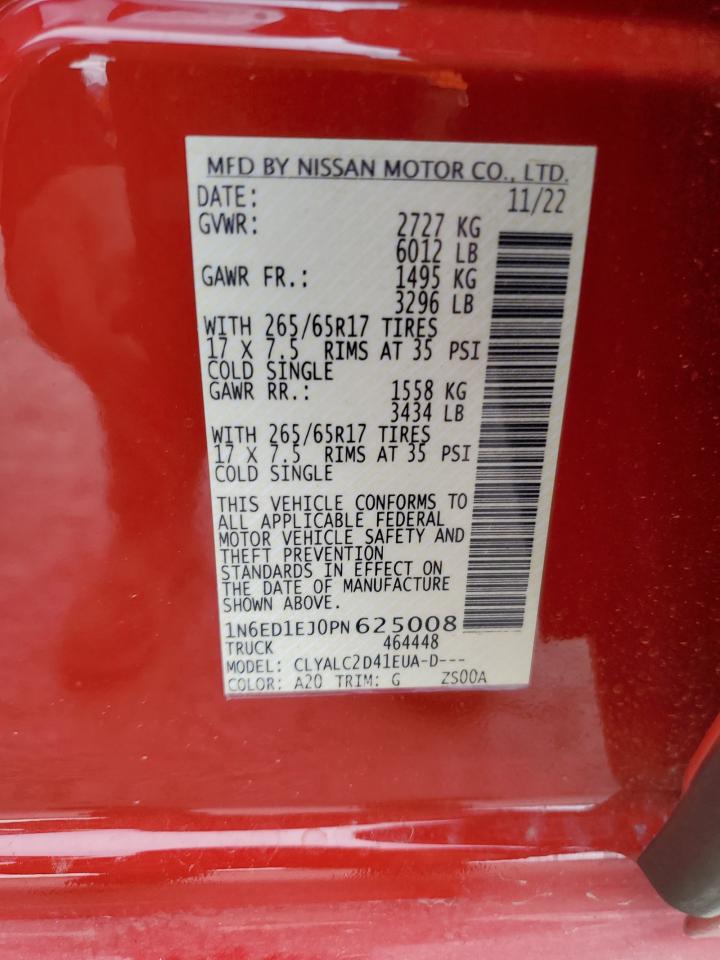 MFD BY NISSAN MOTOR CO., LTD.
DATE: 11/22
GVWR: 2727 KG
6012 LB
GAWR FR.: 1495 KG
3296 LB
WITH 265/65R17 TIRES
17 X 7.5 RIMS AT 35 PSI
COLD SINGLE
GAWR RR.: 1558 KG
3434 LB
WITH 265/65R17 TIRES
17 X 7.5 RIMS AT 35 PSI
COLD SINGLE
THIS VEHICLE CONFORMS TO
ALL APPLICABLE FEDERAL
MOTOR VEHICLE SAFETY AND
THEFT PREVENTION
STANDARDS IN EFFECT ON
THE DATE OF MANUFACTURE
SHOWN ABOVE.
1N6ED1EJ0PN625008
TRUCK 464448
MODEL: CLYALC2D41EUA-D---
COLOR: A20 TRIM: G ZS00A